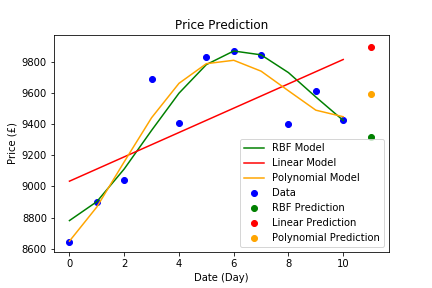 Price Prediction
Price (£)
9800
9600
9400
9200
9000
8800
8600
0 2 4 6 8 10
Date (Day)
RBF Model
Linear Model
Polynomial Model
Data
RBF Prediction
Linear Prediction
Polynomial Prediction